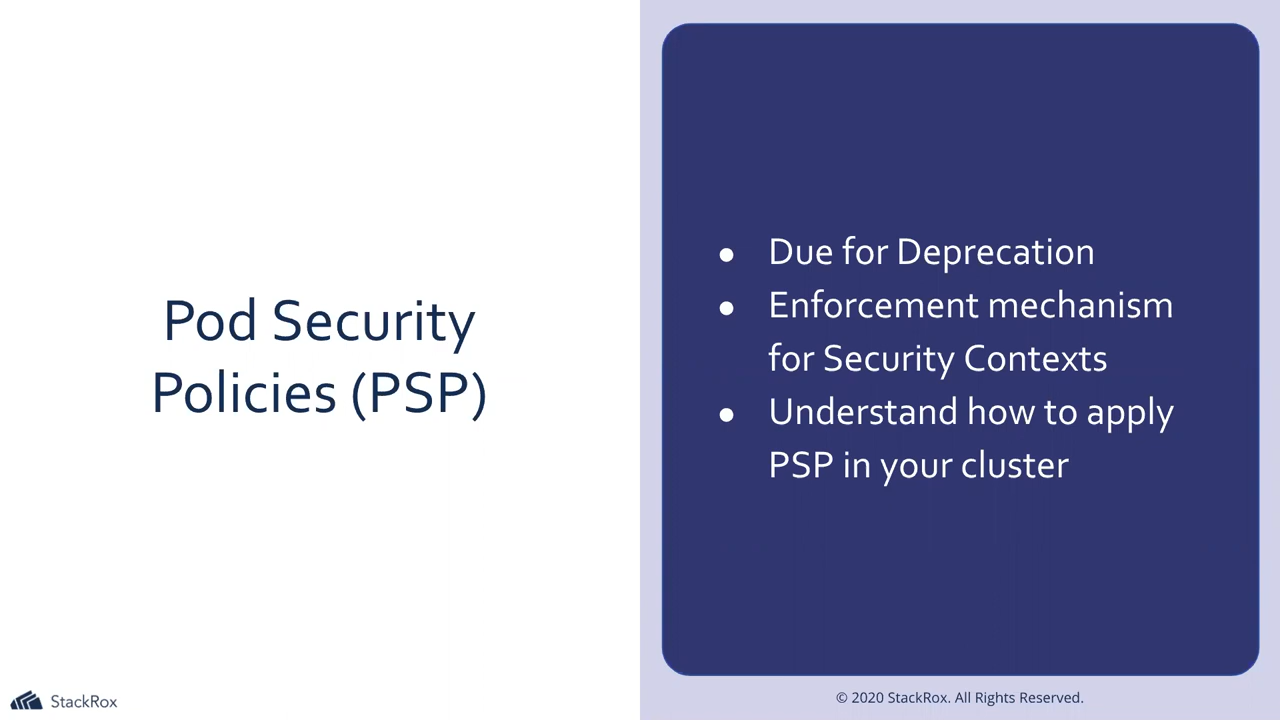 Pod Security
Policies (PSP)
● Due for Deprecation
● Enforcement mechanism
for Security Contexts
● Understand how to apply
PSP in your cluster
StackRox
© 2020 StackRox. All Rights Reserved.